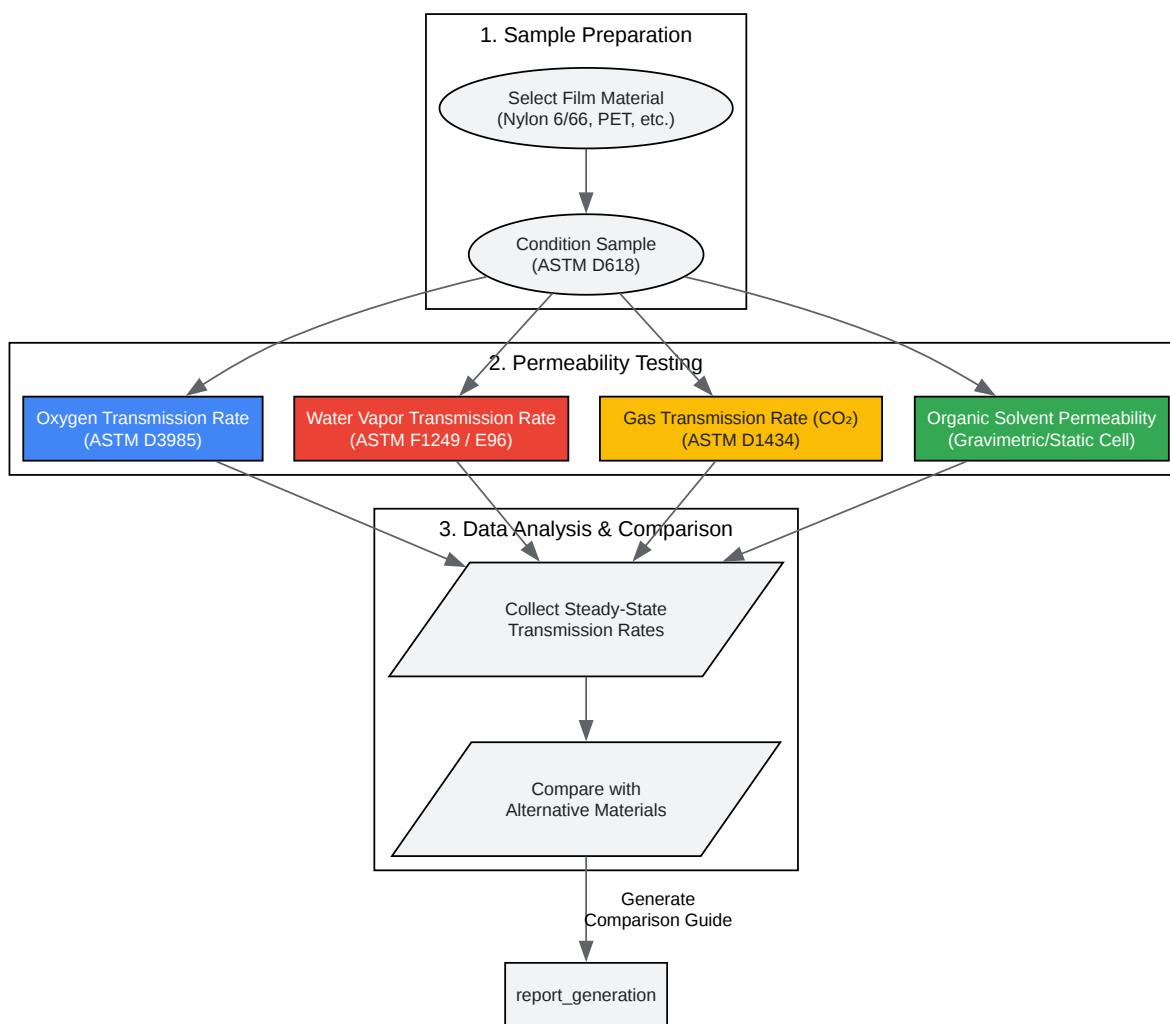 1. Sample Preparation
Select Film Material
(Nylon 6/66, PET, etc.)
Condition Sample
(ASTM D618)
2. Permeability Testing
Oxygen Transmission Rate
(ASTM D3985)
Water Vapor Transmission Rate
(ASTM F1249 / E96)
Gas Transmission Rate (CO₂)
(ASTM D1434)
Organic Solvent Permeability
(Gravimetric/Static Cell)
3. Data Analysis & Comparison
Collect Steady-State
Transmission Rates
Compare with
Alternative Materials
Generate
Comparison Guide
report_generation